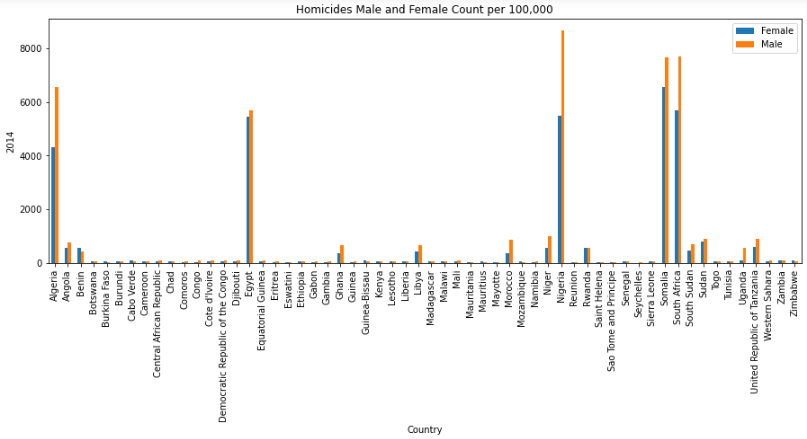 Homicides Male and Female Count per 100,000
Female
Male
2014
8000
6000
4000
2000
0
Algeria
Angola
Benin
Botswana
Burkina Faso
Burundi
Cabo Verde
Cameroon
Central African Republic
Chad
Comoros
Congo
Cote d'Ivoire
Democratic Republic of the Congo
Djibouti
Egypt
Equatorial Guinea
Eritrea
Eswatini
Ethiopia
Gabon
Gambia
Ghana
Guinea
Guinea-Bissau
Kenya
Lesotho
Liberia
Libya
Madagascar
Malawi
Mali
Mauritania
Mauritius
Mayotte
Morocco
Mozambique
Namibia
Niger
Nigeria
Reunion
Rwanda
Saint Helena
Sao Tome and Principe
Senegal
Seychelles
Sierra Leone
Somalia
South Africa
South Sudan
Sudan
Togo
Tunisia
Uganda
United Republic of Tanzania
Western Sahara
Zambia
Zimbabwe
Country